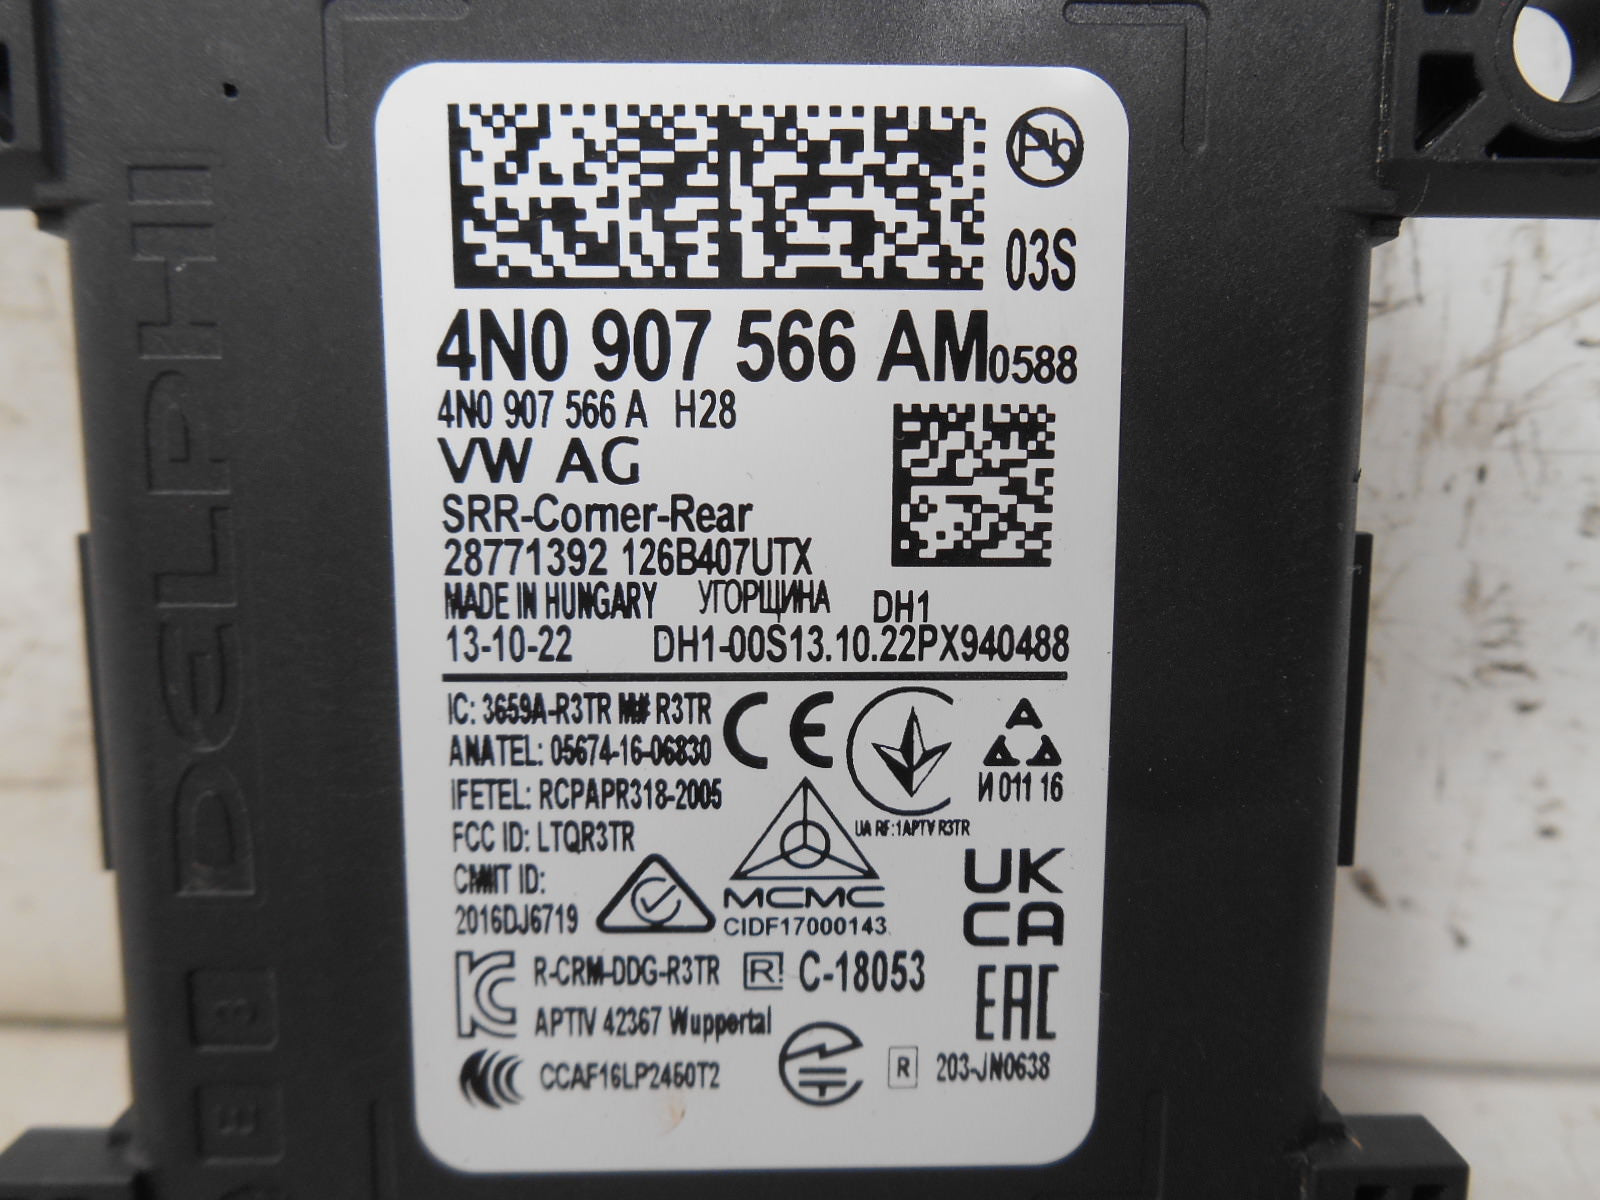 DELPHI
Pb
03S
4N0 907 566 AM0588
4N0 907 566 A H28
VW AG
SRR-Corner-Rear
28771392 126B407UTX
MADE IN HUNGARY УГОРЩИНА DH1
13-10-22 DH1-00S13.10.22PX940488
IC: 3659A-R3TR M# R3TR
ANATEL: 05674-16-06830
IFETEL: RCPAPR318-2005
FCC ID: LTQR3TR
CMIIT ID:
2016DJ6719
CE
A
И 011 16
UA RF:1APTV R3TR
MCMC
CIDF17000143
UK
CA
R-CRM-DDG-R3TR R! C-18053
APTIV 42367 Wuppertal
EAC
CCAF16LP2460T2
R 203-JN0638